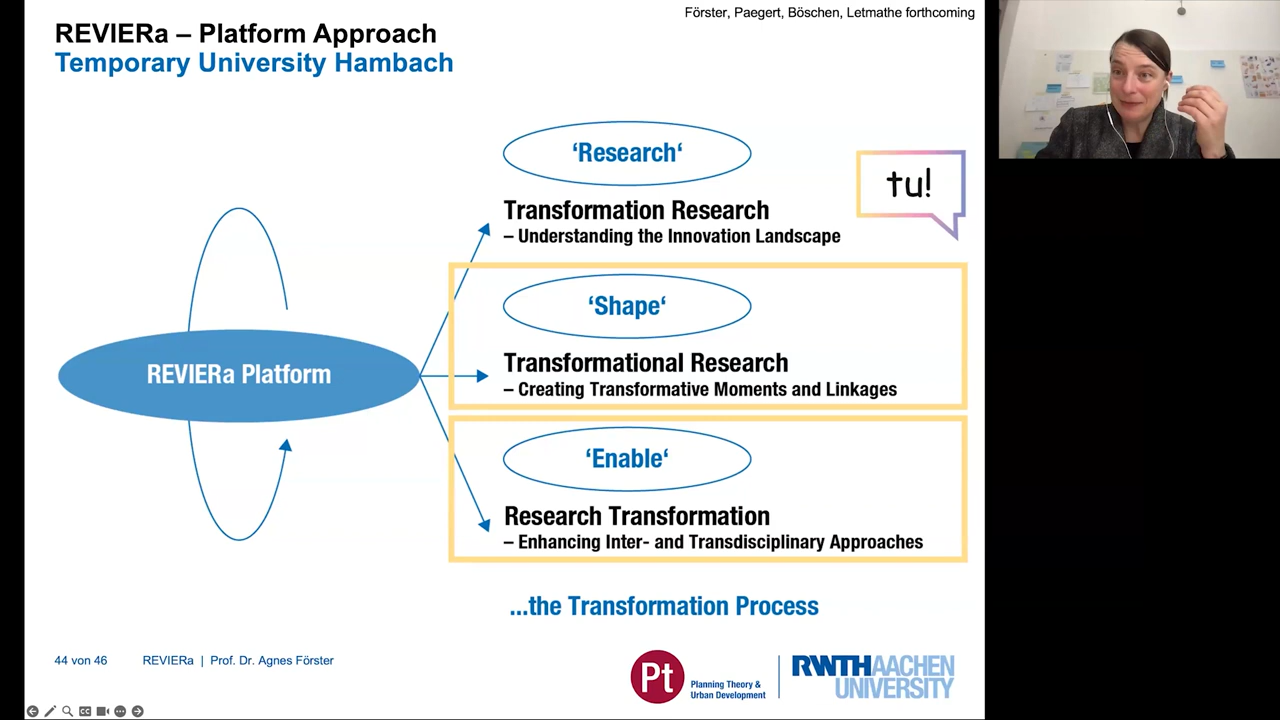 Förster, Paegert, Böschen, Letmathe forthcoming
REVIERa – Platform Approach
Temporary University Hambach
‘Research‘
tu!
Transformation Research
– Understanding the Innovation Landscape
‘Shape‘
Transformational Research
– Creating Transformative Moments and Linkages
REVIERa Platform
‘Enable‘
Research Transformation
– Enhancing Inter- and Transdisciplinary Approaches
...the Transformation Process
44 von 46
REVIERa | Prof. Dr. Agnes Förster
Pt
Planning Theory &
Urban Development
RWTHAACHEN
UNIVERSITY